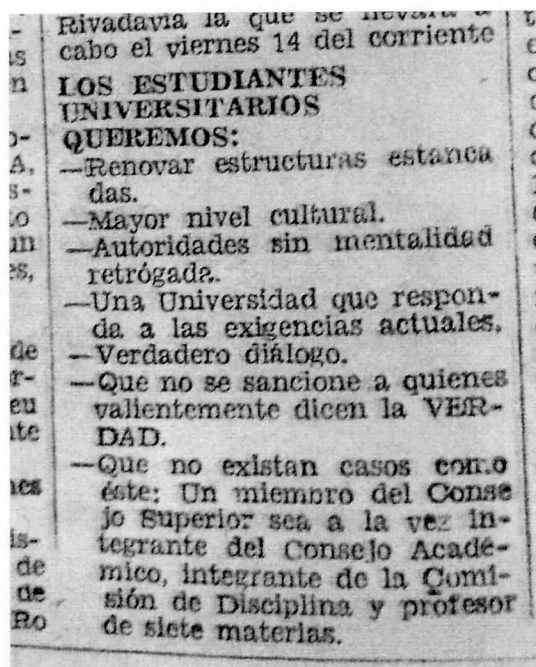 Rivadavia la que se llevará a
cabo el viernes 14 del corriente
LOS ESTUDIANTES
UNIVERSITARIOS
QUEREMOS:
—Renovar estructuras estanca
das.
—Mayor nivel cultural.
—Autoridades sin mentalidad
retrógada.
—Una Universidad que respon-
da a las exigencias actuales.
—Verdadero diálogo.
—Que no se sancione a quienes
valientemente dicen la VER-
DAD.
—Que no existan casos como
éste: Un miembro del Conse
jo Superior sea a la vez in-
tegrante del Consejo Acadé-
mico, integrante de la Comi-
sión de Disciplina y profesor
de siete materias.